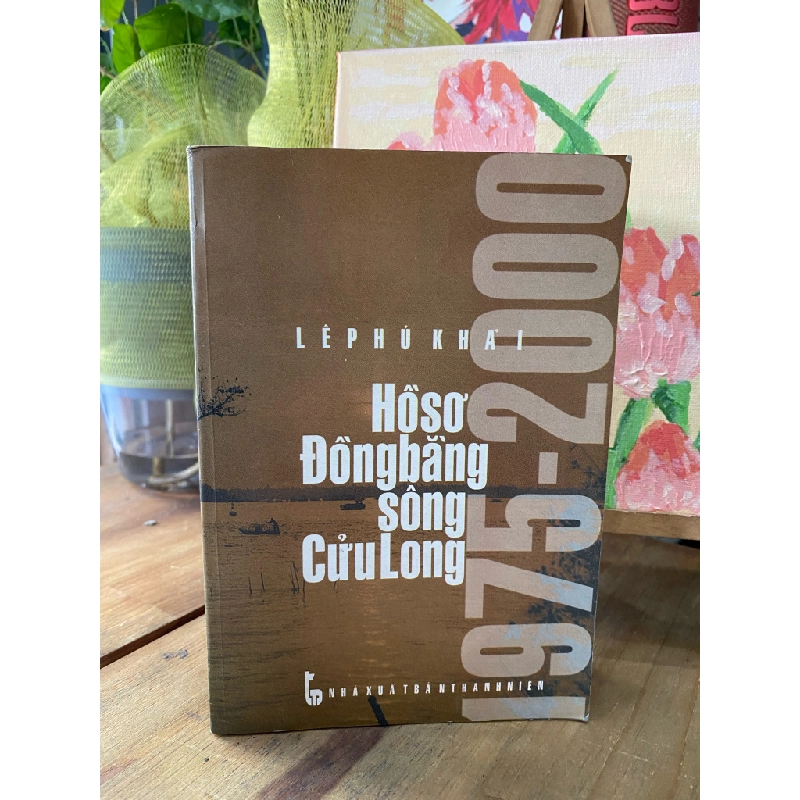 LÊ PHÚ KHẢI
Hồ sơ
Đồng bằng
sông
Cửu Long
1975-2000
NHÀ XUẤT BẢN THANH NIÊN